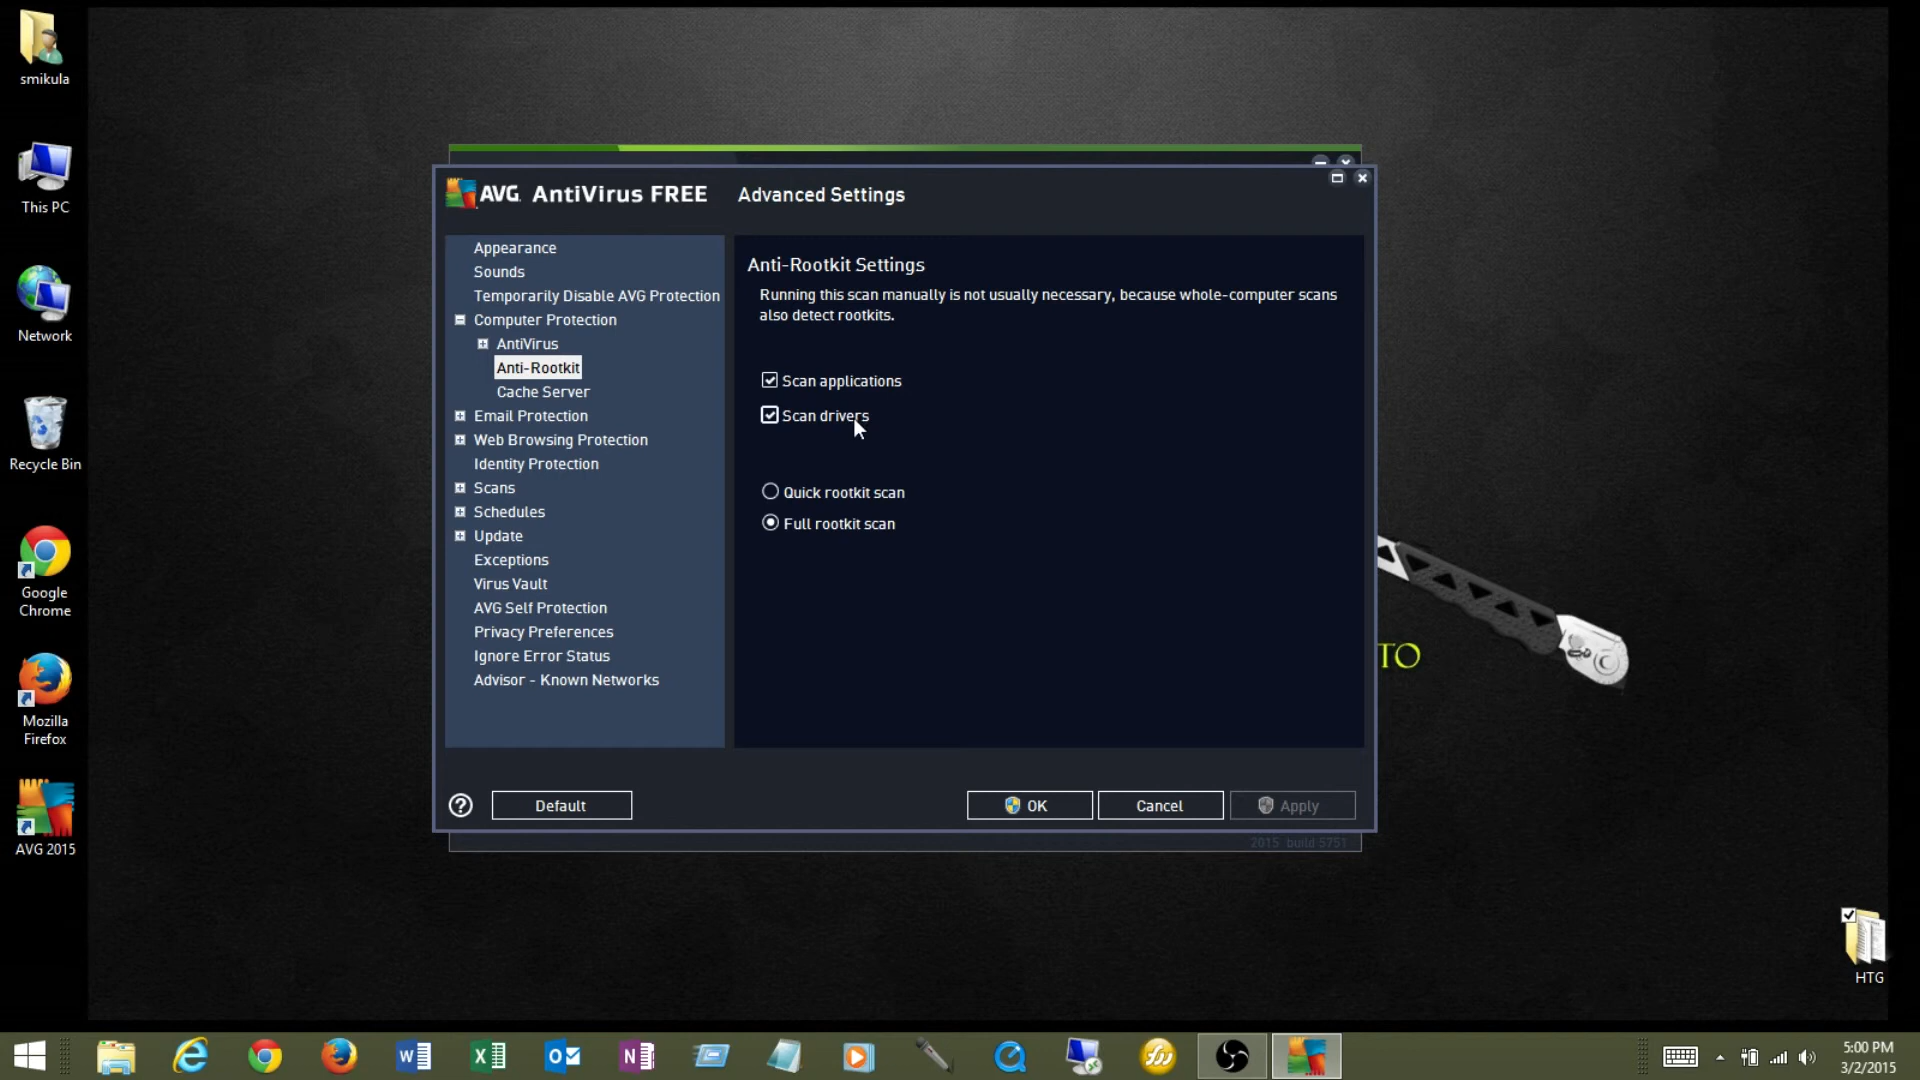 smikula
This PC
Network
Recycle Bin
Google
Chrome
Mozilla
Firefox
AVG 2015
AVG. AntiVirus FREE Advanced Settings
Appearance
Sounds
Temporarily Disable AVG Protection
Computer Protection
AntiVirus
Anti-Rootkit
Cache Server
Email Protection
Web Browsing Protection
Identity Protection
Scans
Schedules
Update
Exceptions
Virus Vault
AVG Self Protection
Privacy Preferences
Ignore Error Status
Advisor - Known Networks
Anti-Rootkit Settings
Running this scan manually is not usually necessary, because whole-computer scans
also detect rootkits.
Scan applications
Scan drivers
Quick rootkit scan
Full rootkit scan
? Default OK Cancel Apply
2015 build 5751
TO
HTG
5:00 PM
3/2/2015